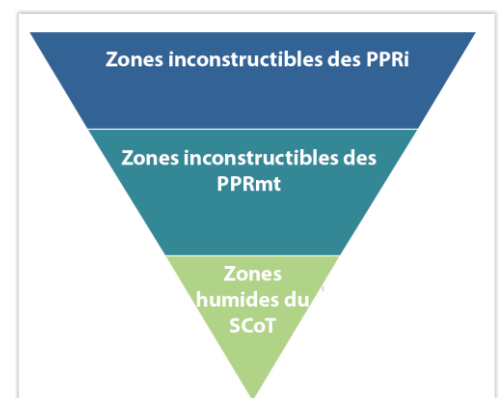 Zones inconstructibles des PPRi
Zones inconstructibles des
PPRmt
Zones
humides du
SCoT